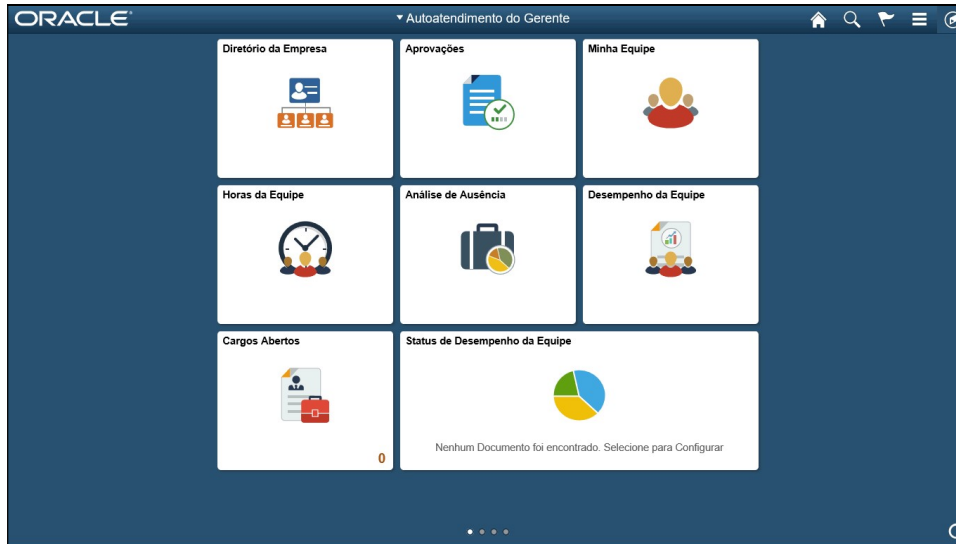 ORACLE
Autoatendimento do Gerente
Diretório da Empresa
Aprovações
Minha Equipe
Horas da Equipe
Análise de Ausência
Desempenho da Equipe
Cargos Abertos
0
Status de Desempenho da Equipe
Nenhum Documento foi encontrado. Selecione para Configurar